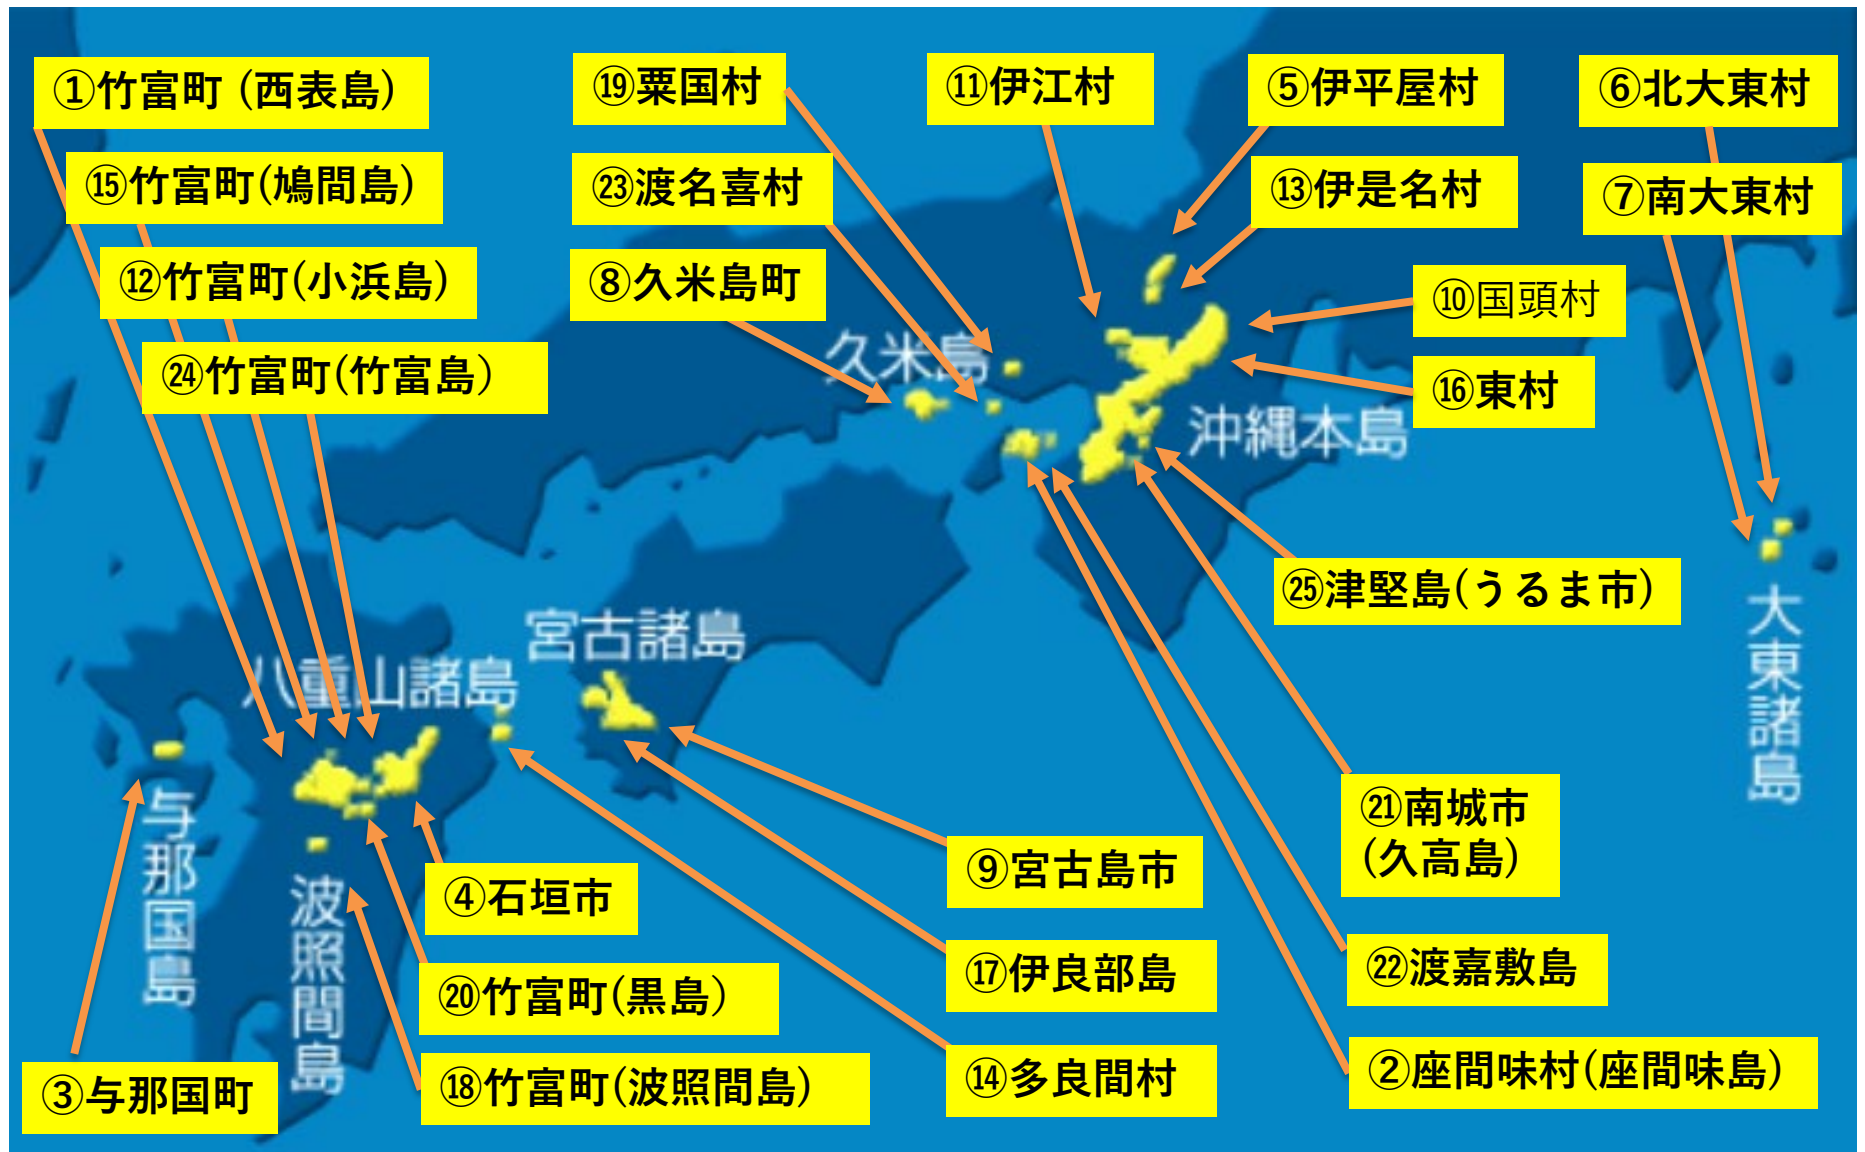 ①竹富町 (西表島)
⑮竹富町(鳩間島)
⑫竹富町(小浜島)
㉔竹富町(竹富島)
⑲粟国村
㉓渡名喜村
⑧久米島町
⑪伊江村
⑤伊平屋村
⑬伊是名村
⑥北大東村
⑦南大東村
⑩国頭村
⑯東村
久米島
沖縄本島
㉕津堅島(うるま市)
大東諸島
宮古諸島
八重山諸島
与那国島
波照間島
㉑南城市
(久高島)
⑨宮古島市
④石垣市
⑰伊良部島
㉒渡嘉敷島
⑳竹富町(黒島)
⑱竹富町(波照間島)
⑭多良間村
②座間味村(座間味島)
③与那国町